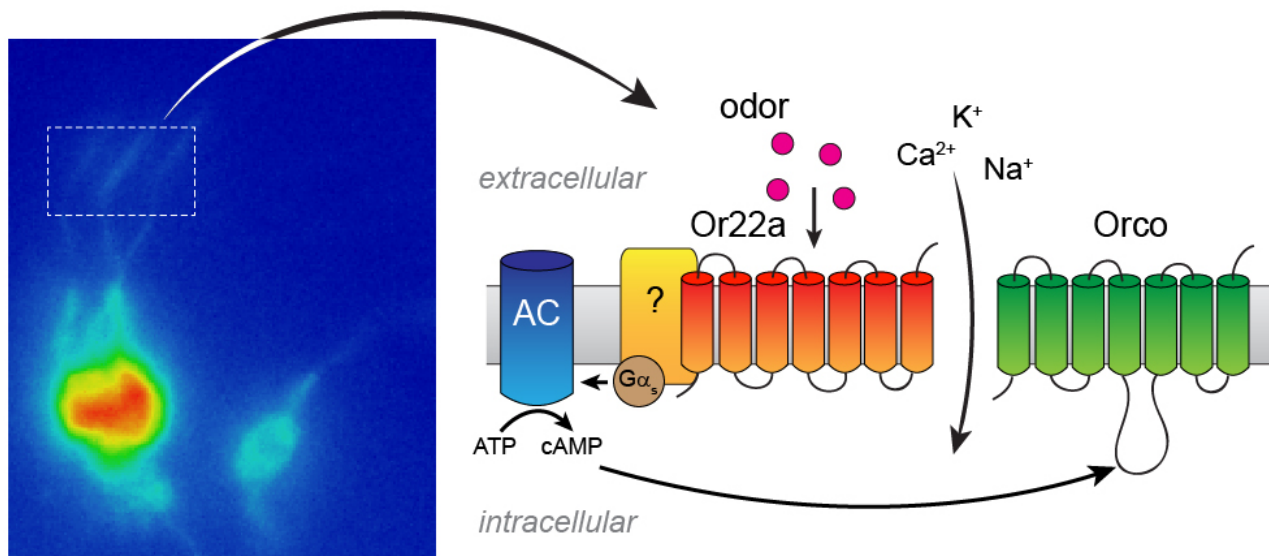 odor
K⁺
Ca²⁺
Na⁺
extracellular
Or22a
Orco
AC
?
Gαₛ
ATP
cAMP
intracellular